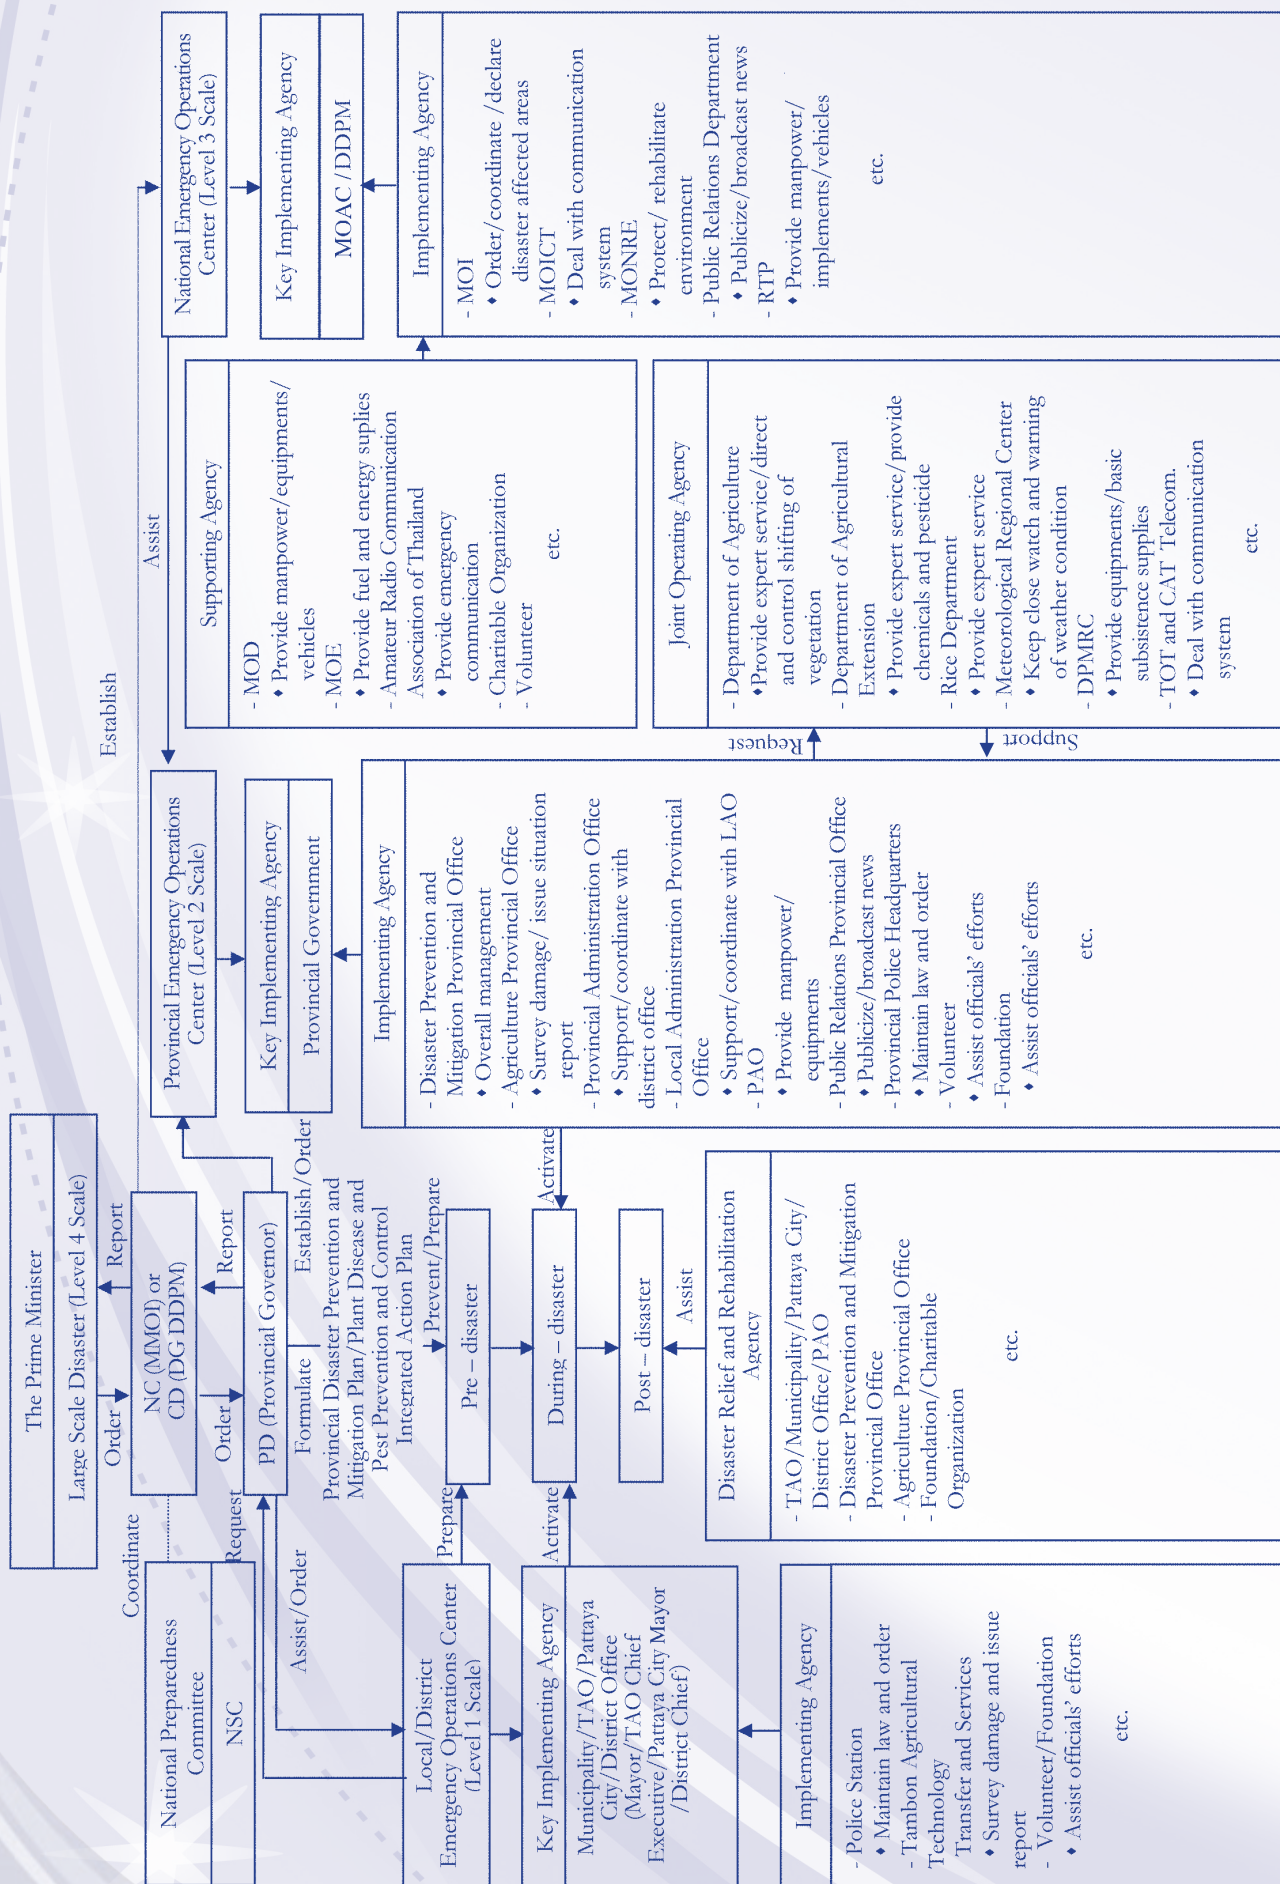 The Prime Minister
Large Scale Disaster (Level 4 Scale)
Order
Report
Coordinate
National Preparedness
Committee
NSC
NC (MMOI) or
CD (DG DDPM)
Order
Report
Request
PD (Provincial Governor)
Assist/Order
Formulate
Establish/Order
Provincial Disaster Prevention and
Mitigation Plan/Plant Disease and
Pest Prevention and Control
Integrated Action Plan
Prevent/Prepare
Establish
Assist
Local/District
Emergency Operations Center
(Level 1 Scale)
Prepare
Key Implementing Agency
Municipality/TAO/Pattaya
City/District Office
(Mayor/TAO Chief
Executive/Pattaya City Mayor
/District Chief)
Activate
Implementing Agency
- Police Station
♦ Maintain law and order
- Tambon Agricultural
Technology
Transfer and Services
♦ Survey damage and issue
report
- Volunteer/Foundation
♦ Assist officials' efforts
etc.
Pre – disaster
During – disaster
Activate
Post – disaster
Assist
Disaster Relief and Rehabilitation
Agency
- TAO/Municipality/Pattaya City/
District Office/PAO
- Disaster Prevention and Mitigation
Provincial Office
- Agriculture Provincial Office
- Foundation/Charitable
Organization
etc.
Provincial Emergency Operations
Center (Level 2 Scale)
Key Implementing Agency
Provincial Government
Implementing Agency
- Disaster Prevention and
Mitigation Provincial Office
♦ Overall management
- Agriculture Provincial Office
♦ Survey damage/ issue situation
report
- Provincial Administration Office
♦ Support/coordinate with
district office
- Local Administration Provincial
Office
♦ Support/coordinate with LAO
- PAO
♦ Provide manpower/
equipments
- Public Relations Provincial Office
♦ Publicize/broadcast news
- Provincial Police Headquarters
♦ Maintain law and order
- Volunteer
♦ Assist officials' efforts
- Foundation
♦ Assist officials' efforts
etc.
Request
Support
Supporting Agency
- MOD
♦ Provide manpower/equipments/
vehicles
- MOE
♦ Provide fuel and energy suplies
- Amateur Radio Communication
Association of Thailand
♦ Provide emergency
communication
- Charitable Organization
- Volunteer
etc.
Joint Operating Agency
- Department of Agriculture
♦Provide expert service/direct
and control shifting of
vegetation
- Department of Agricultural
Extension
♦ Provide expert service/provide
chemicals and pesticide
- Rice Department
♦ Provide expert service
- Meteorological Regional Center
♦ Keep close watch and warning
of weather condition
- DPMRC
♦ Provide equipments/basic
subsistence supplies
- TOT and CAT Telecom.
♦ Deal with communication
system
etc.
National Emergency Operations
Center (Level 3 Scale)
Key Implementing Agency
MOAC /DDPM
Implementing Agency
- MOI
♦ Order/coordinate /declare
disaster affected areas
- MOICT
♦ Deal with communication
system
- MONRE
♦ Protect/ rehabilitate
environment
- Public Relations Department
♦ Publicize/broadcast news
- RTP
♦ Provide manpower/
implements/vehicles
etc.